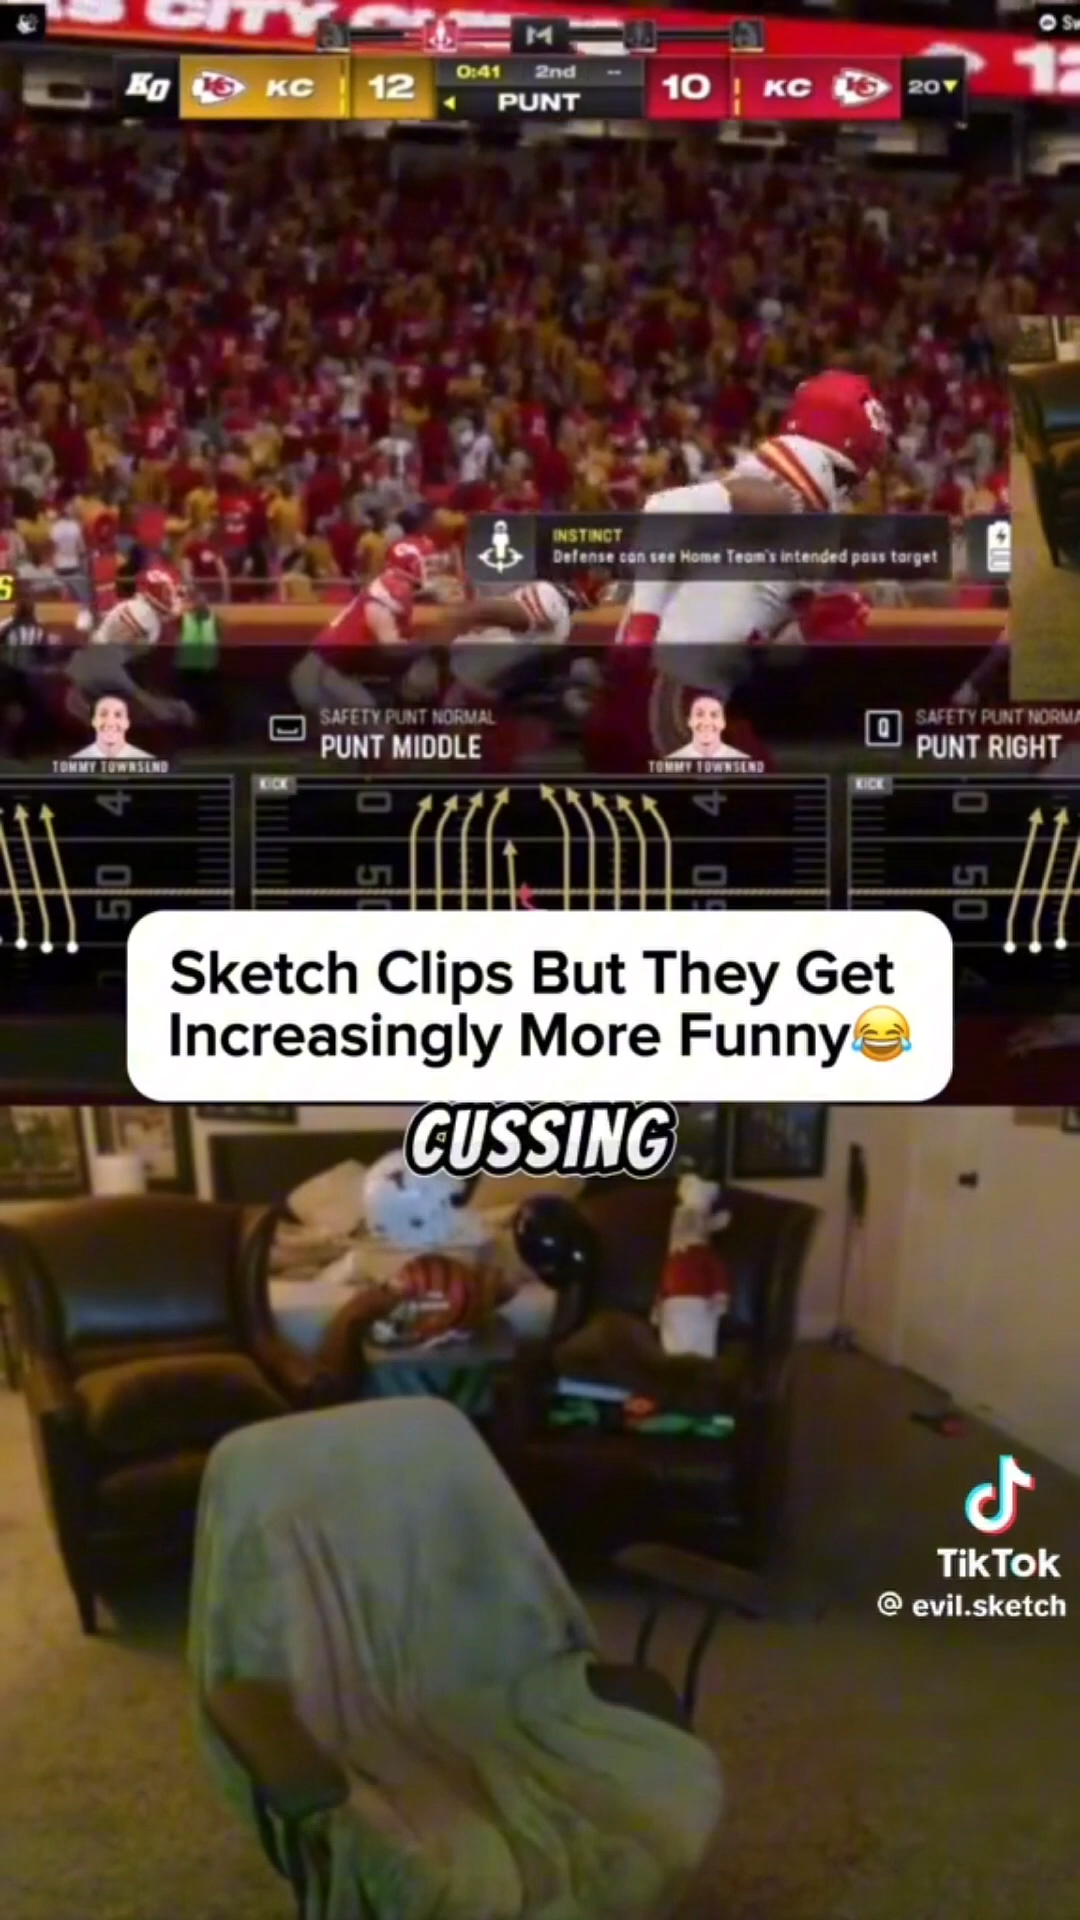 KC 12 0:41 2nd -- 10 KC 20
PUNT
INSTINCT
Defense can see Home Team's intended pass target
TOMMY TOWNSEND
SAFETY PUNT NORMAL
PUNT MIDDLE
TOMMY TOWNSEND
Q
SAFETY PUNT NORMA
PUNT RIGHT
KICK
KICK
Sketch Clips But They Get
Increasingly More Funny😂
CUSSING
TikTok
@ evil.sketch